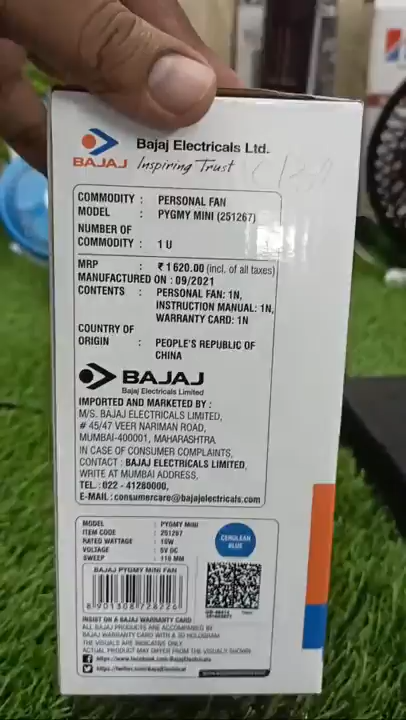 BAJAJ
Bajaj Electricals Ltd.
Inspiring Trust
COMMODITY : PERSONAL FAN
MODEL : PYGMY MINI (251267)
NUMBER OF
COMMODITY : 1 U
MRP : ₹ 1620.00 (incl. of all taxes)
MANUFACTURED ON : 09/2021
CONTENTS : PERSONAL FAN: 1N,
INSTRUCTION MANUAL: 1N,
WARRANTY CARD: 1N
COUNTRY OF
ORIGIN : PEOPLE'S REPUBLIC OF
CHINA
BAJAJ
Bajaj Electricals Limited
IMPORTED AND MARKETED BY :
M/S. BAJAJ ELECTRICALS LIMITED,
# 45/47 VEER NARIMAN ROAD,
MUMBAI-400001, MAHARASHTRA
IN CASE OF CONSUMER COMPLAINTS,
CONTACT : BAJAJ ELECTRICALS LIMITED,
WRITE AT MUMBAI ADDRESS,
TEL. : 022 - 41280000,
E-MAIL : consumercare@bajajelectricals.com
MODEL : PYGMY MINI
ITEM CODE : 251267
RATED WATTAGE : 10W
VOLTAGE : 5V DC
SWEEP : 110 MM
CERULEAN
BLUE
BAJAJ PYGMY MINI FAN
8 901308 728226
INSIST ON A BAJAJ WARRANTY CARD
ALL BAJAJ PRODUCTS ARE ACCOMPANIED BY
BAJAJ WARRANTY CARD WITH A 3D HOLOGRAM
THE VISUALS ARE INDICATIVE ONLY
ACTUAL PRODUCT MAY DIFFER FROM THE VISUALS SHOWN
https://www.facebook.com/BajajElectricals
https://twitter.com/BajajElectrical